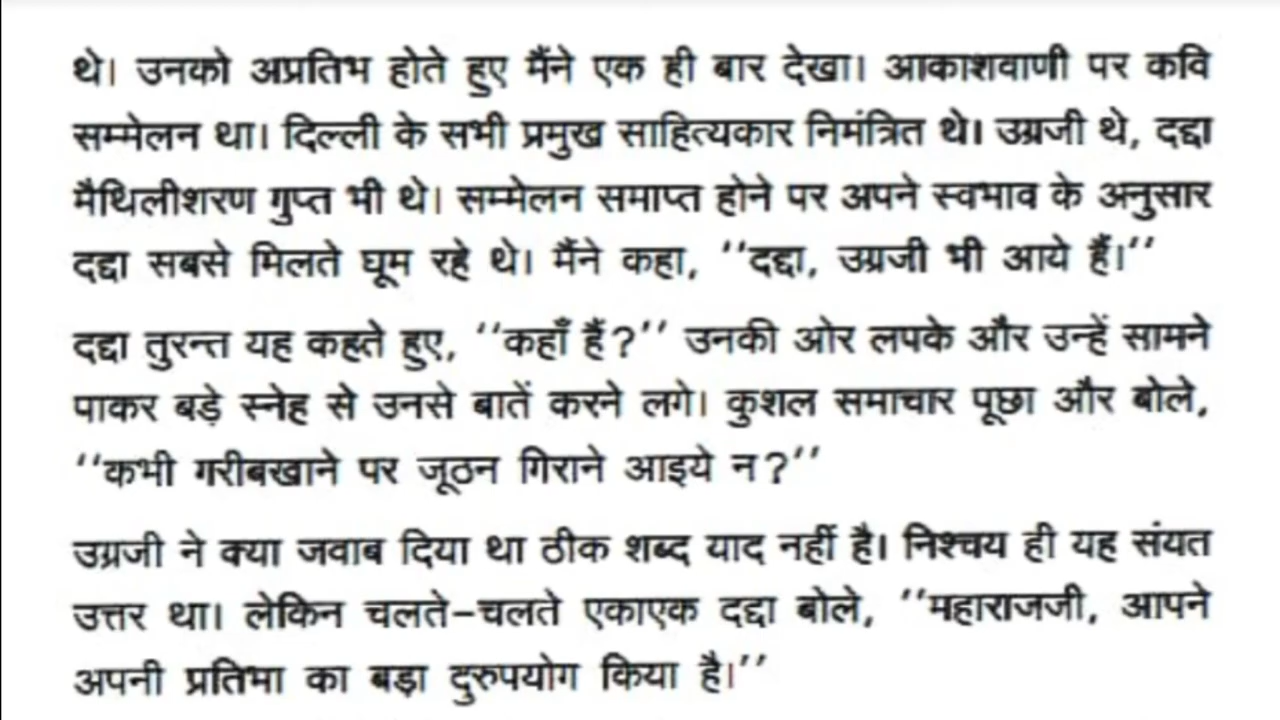 थे। उनको अप्रतिभ होते हुए मैंने एक ही बार देखा। आकाशवाणी पर कवि
सम्मेलन था। दिल्ली के सभी प्रमुख साहित्यकार निमंत्रित थे। उग्रजी थे, दद्दा
मैथिलीशरण गुप्त भी थे। सम्मेलन समाप्त होने पर अपने स्वभाव के अनुसार
दद्दा सबसे मिलते घूम रहे थे। मैंने कहा, ‘‘दद्दा, उग्रजी भी आये हैं।’’
दद्दा तुरन्त यह कहते हुए, ‘‘कहाँ हैं?’’ उनकी ओर लपके और उन्हें सामने
पाकर बड़े स्नेह से उनसे बातें करने लगे। कुशल समाचार पूछा और बोले,
‘‘कभी गरीबखाने पर जूठन गिराने आइये न?’’
उग्रजी ने क्या जवाब दिया था ठीक शब्द याद नहीं है। निश्चय ही यह संयत
उत्तर था। लेकिन चलते-चलते एकाएक दद्दा बोले, ‘‘महाराजजी, आपने
अपनी प्रतिभा का बड़ा दुरुपयोग किया है।’’